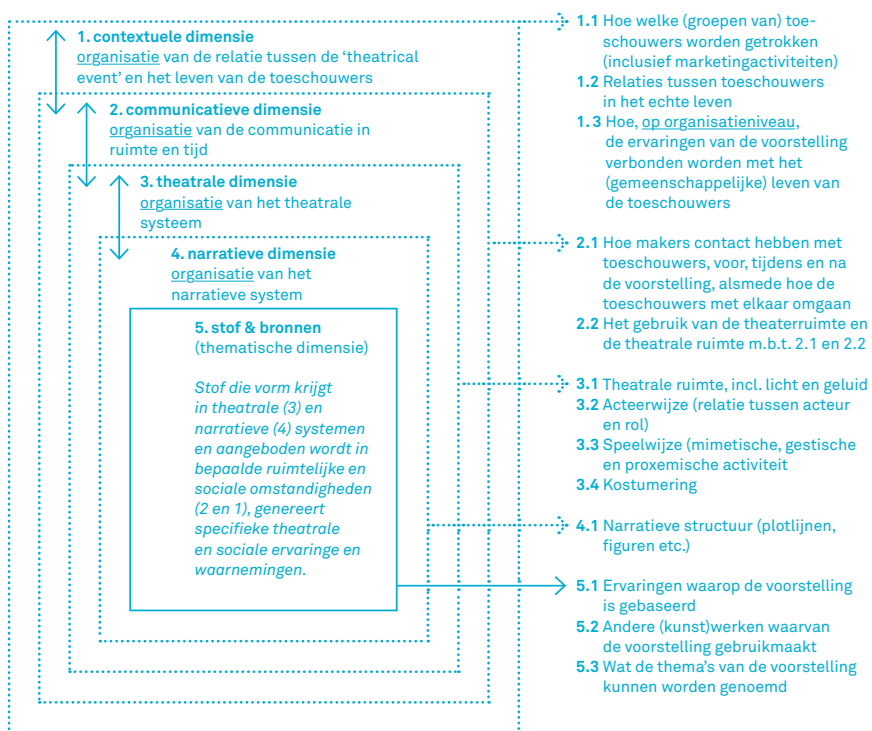 1. contextuele dimensie
organisatie van de relatie tussen de ‘theatrical
event’ en het leven van de toeschouwers
2. communicatieve dimensie
organisatie van de communicatie in
ruimte en tijd
3. theatrale dimensie
organisatie van het theatrale
systeem
4. narratieve dimensie
organisatie van het
narratieve system
5. stof & bronnen
(thematische dimensie)
Stof die vorm krijgt
in theatrale (3) en
narratieve (4) systemen
en aangeboden wordt in
bepaalde ruimtelijke en
sociale omstandigheden
(2 en 1), genereert
specifieke theatrale
en sociale ervaringe en
waarnemingen.
1.1 Hoe welke (groepen van) toe-
schouwers worden getrokken
(inclusief marketingactiviteiten)
1.2 Relaties tussen toeschouwers
in het echte leven
1.3 Hoe, op organisatieniveau,
de ervaringen van de voorstelling
verbonden worden met het
(gemeenschappelijke) leven van
de toeschouwers
2.1 Hoe makers contact hebben met
toeschouwers, voor, tijdens en na
de voorstelling, alsmede hoe de
toeschouwers met elkaar omgaan
2.2 Het gebruik van de theaterruimte en
de theatrale ruimte m.b.t. 2.1 en 2.2
3.1 Theatrale ruimte, incl. licht en geluid
3.2 Acteerwijze (relatie tussen acteur
en rol)
3.3 Speelwijze (mimetische, gestische
en proxemische activiteit
3.4 Kostumering
4.1 Narratieve structuur (plotlijnen,
figuren etc.)
5.1 Ervaringen waarop de voorstelling
is gebaseerd
5.2 Andere (kunst)werken waarvan
de voorstelling gebruikmaakt
5.3 Wat de thema’s van de voorstelling
kunnen worden genoemd